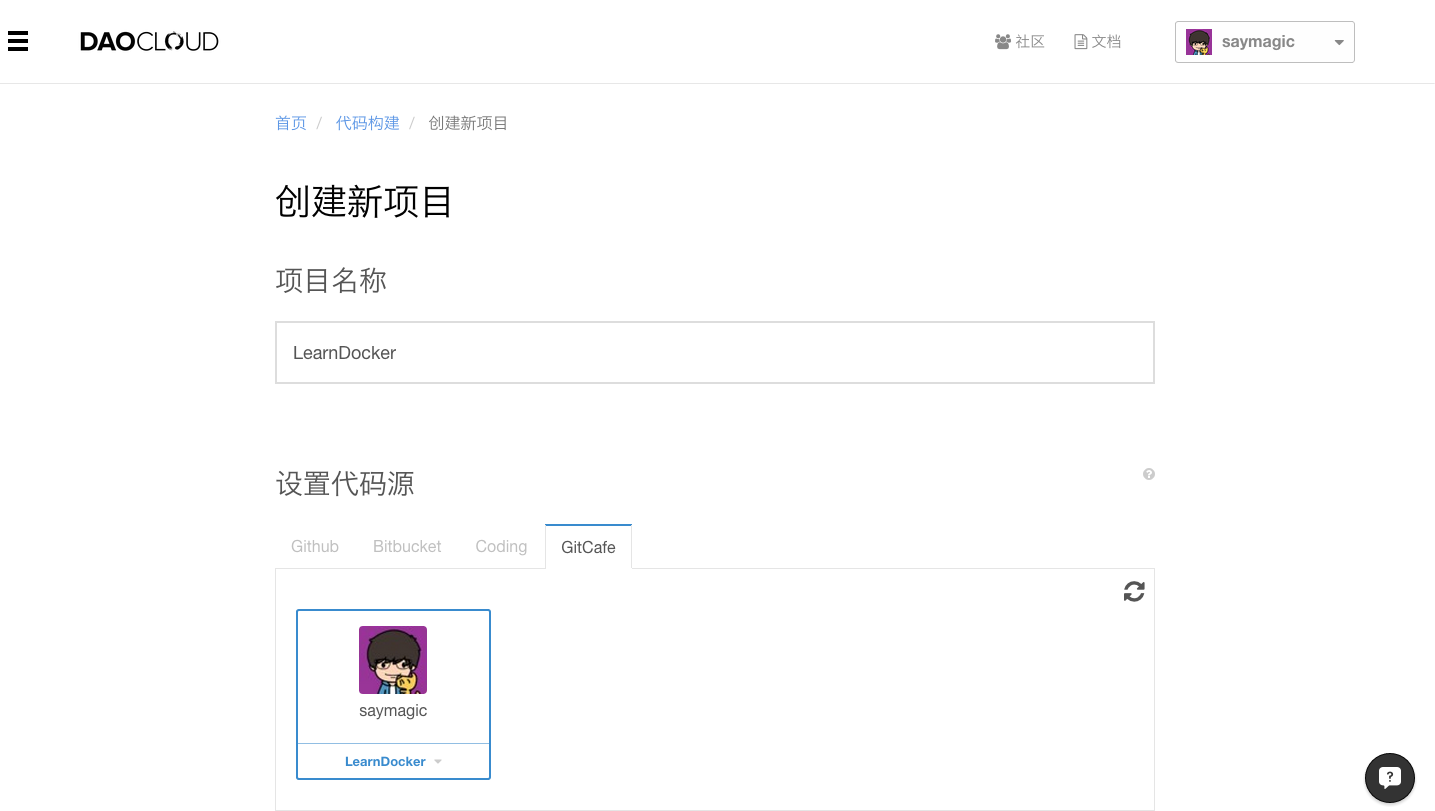 DAOCLOUD
社区 文档 saymagic
首页 / 代码构建 / 创建新项目
创建新项目
项目名称
LearnDocker
设置代码源
?
Github Bitbucket Coding GitCafe
saymagic
LearnDocker
?